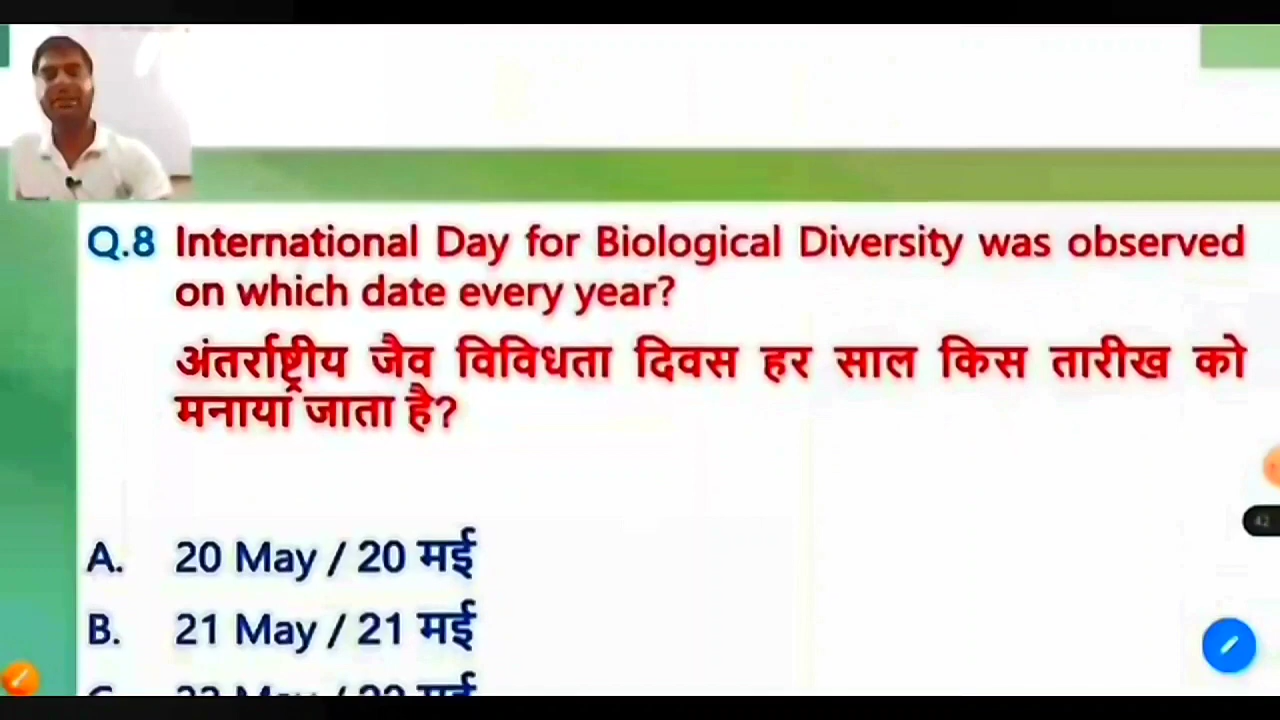 Q.8 International Day for Biological Diversity was observed
on which date every year?
अंतर्राष्ट्रीय जैव विविधता दिवस हर साल किस तारीख को
मनाया जाता है?
A. 20 May / 20 मई
B. 21 May / 21 मई
42